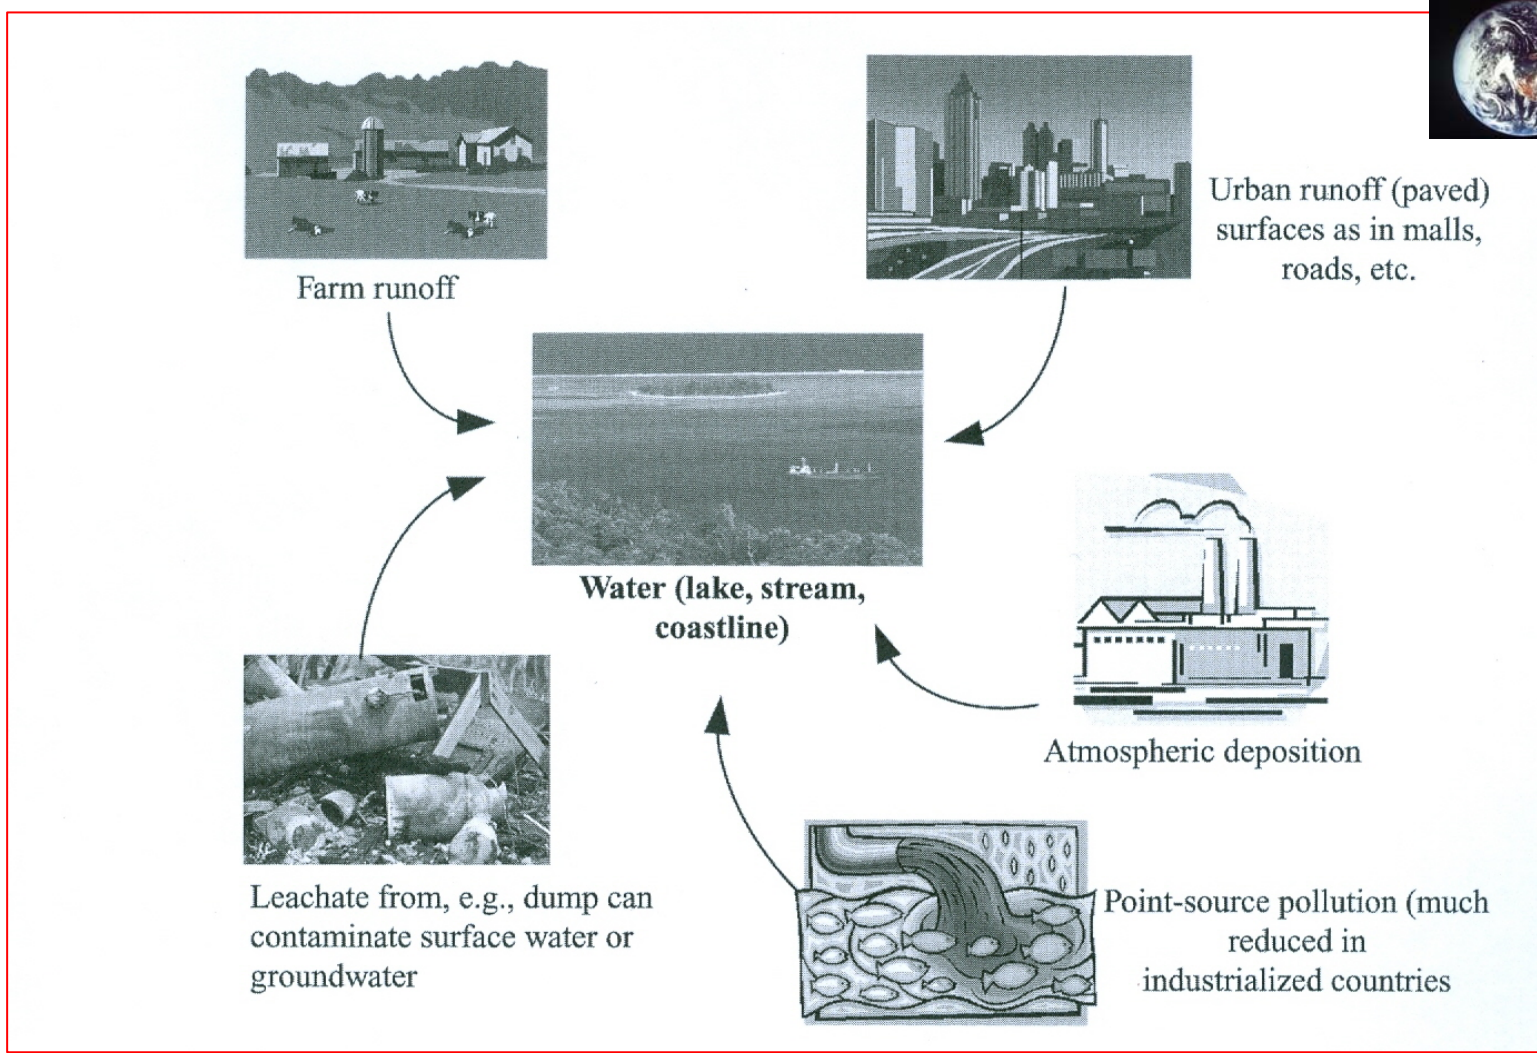 Farm runoff
Urban runoff (paved)
surfaces as in malls,
roads, etc.
Water (lake, stream,
coastline)
Atmospheric deposition
Leachate from, e.g., dump can
contaminate surface water or
groundwater
Point-source pollution (much
reduced in
industrialized countries